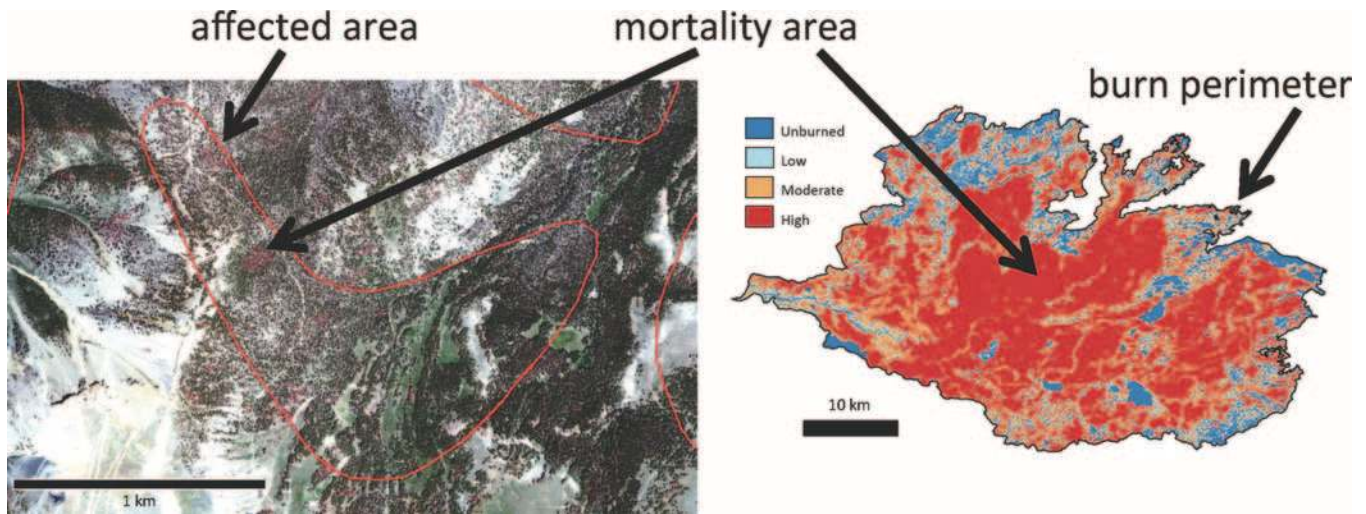 affected area
mortality area
burn perimeter
Unburned
Low
Moderate
High
10 km
1 km